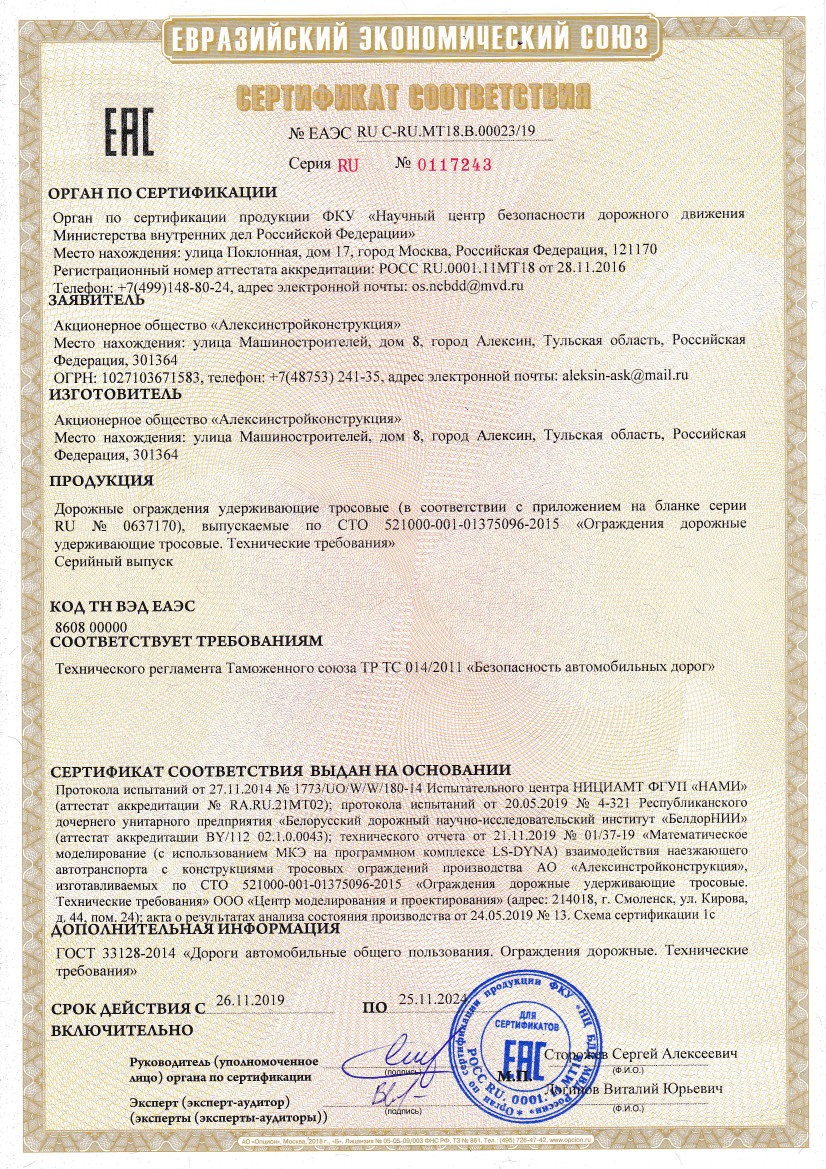 ЕВРАЗИЙСКИЙ ЭКОНОМИЧЕСКИЙ СОЮЗ
СЕРТИФИКАТ СООТВЕТСТВИЯ
ЕАС
№ ЕАЭС RU С-RU.МТ18.В.00023/19
Серия RU № 0117243
ОРГАН ПО СЕРТИФИКАЦИИ
Орган по сертификации продукции ФКУ «Научный центр безопасности дорожного движения
Министерства внутренних дел Российской Федерации»
Место нахождения: улица Поклонная, дом 17, город Москва, Российская Федерация, 121170
Регистрационный номер аттестата аккредитации: РОСС RU.0001.11МТ18 от 28.11.2016
Телефон: +7(499)148-80-24, адрес электронной почты: os.ncbdd@mvd.ru
ЗАЯВИТЕЛЬ
Акционерное общество «Алексинстройконструкция»
Место нахождения: улица Машиностроителей, дом 8, город Алексин, Тульская область, Российская
Федерация, 301364
ОГРН: 1027103671583, телефон: +7(48753) 241-35, адрес электронной почты: aleksin-ask@mail.ru
ИЗГОТОВИТЕЛЬ
Акционерное общество «Алексинстройконструкция»
Место нахождения: улица Машиностроителей, дом 8, город Алексин, Тульская область, Российская
Федерация, 301364
ПРОДУКЦИЯ
Дорожные ограждения удерживающие тросовые (в соответствии с приложением на бланке серии
RU № 0637170), выпускаемые по СТО 521000-001-01375096-2015 «Ограждения дорожные
удерживающие тросовые. Технические требования»
Серийный выпуск
КОД ТН ВЭД ЕАЭС
8608 00000
СООТВЕТСТВУЕТ ТРЕБОВАНИЯМ
Технического регламента Таможенного союза ТР ТС 014/2011 «Безопасность автомобильных дорог»
СЕРТИФИКАТ СООТВЕТСТВИЯ ВЫДАН НА ОСНОВАНИИ
Протокола испытаний от 27.11.2014 № 1773/UO/W/W/180-14 Испытательного центра НИЦИАМТ ФГУП «НАМИ»
(аттестат аккредитации № RA.RU.21МТ02); протокола испытаний от 20.05.2019 № 4-321 Республиканского
дочернего унитарного предприятия «Белорусский дорожный научно-исследовательский институт «БелдорНИИ»
(аттестат аккредитации BY/112 02.1.0.0043); технического отчета от 21.11.2019 № 01/37-19 «Математическое
моделирование (с использованием МКЭ на программном комплексе LS-DYNA) взаимодействия наезжающего
автотранспорта с конструкциями тросовых ограждений производства АО «Алексинстройконструкция»,
изготавливаемых по СТО 521000-001-01375096-2015 «Ограждения дорожные удерживающие тросовые.
Технические требования» ООО «Центр моделирования и проектирования» (адрес: 214018, г. Смоленск, ул. Кирова,
д. 44, пом. 24); акта о результатах анализа состояния производства от 24.05.2019 № 13. Схема сертификации 1с
ДОПОЛНИТЕЛЬНАЯ ИНФОРМАЦИЯ
ГОСТ 33128-2014 «Дороги автомобильные общего пользования. Ограждения дорожные. Технические
требования»
СРОК ДЕЙСТВИЯ С 26.11.2019 ПО 25.11.2024
ВКЛЮЧИТЕЛЬНО
Орган по сертификации продукции ФКУ «НЦ БДД МВД России» *
РОСС RU. 0001. МТ18
ДЛЯ
СЕРТИФИКАТОВ
ЕАС
Руководитель (уполномоченное
лицо) органа по сертификации
(подпись)
М.П.
Сторожев Сергей Алексеевич
(Ф.И.О.)
Эксперт (эксперт-аудитор)
(эксперты (эксперты-аудиторы))
(подпись)
Логинов Виталий Юрьевич
(Ф.И.О.)
АО «Опцион», Москва, 2018 г., «Б». Лицензия № 05-05-09/003 ФНС РФ. ТЗ № 861. Тел.: (495) 726-47-42, www.opcion.ru